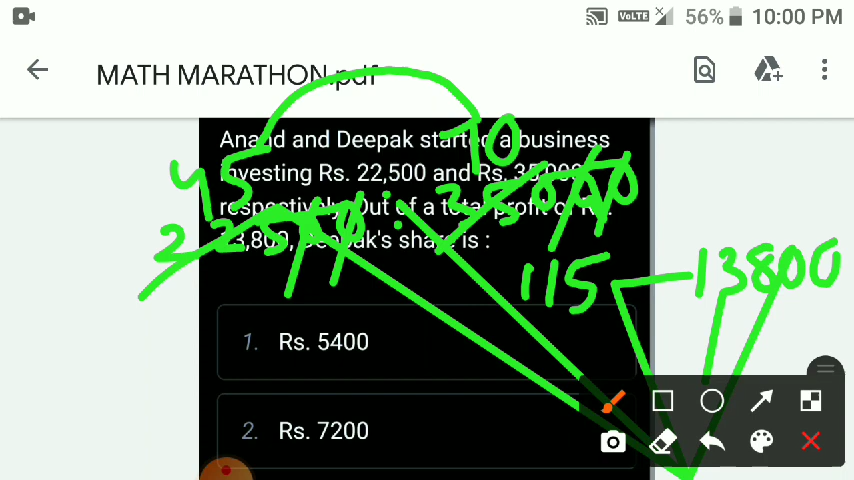 VoLTE 56% 10:00 PM
MATH MARATHON.pdf
Anand and Deepak started a business
investing Rs. 22,500 and Rs. 35,000
respectively. Out of a total profit of Rs.
13,800, Deepak's share is :
45 70
22500 : 35000
115 13800
1. Rs. 5400
2. Rs. 7200